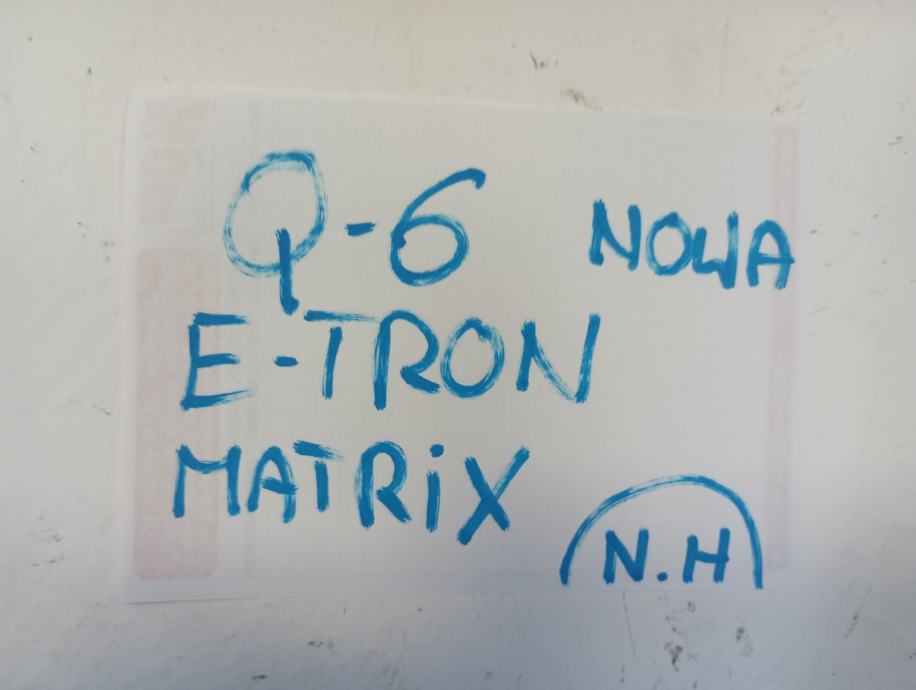 Q-6 NOWA
E-TRON
MATRiX
N.H